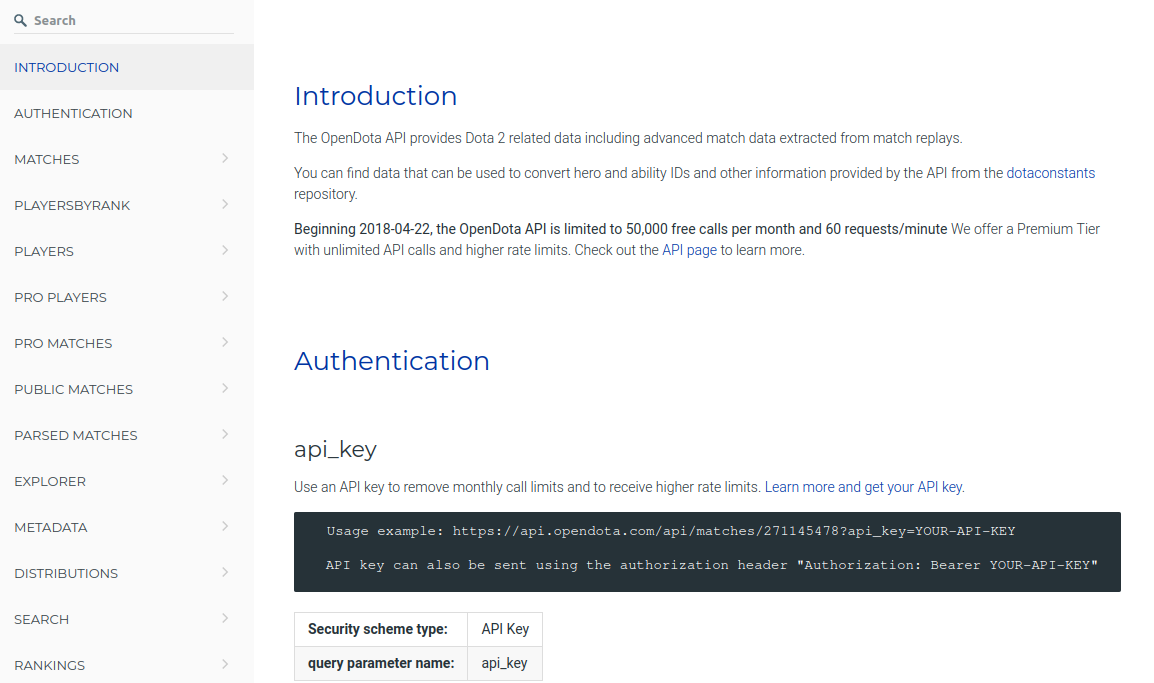 Search
INTRODUCTION
AUTHENTICATION
MATCHES
PLAYERSBYRANK
PLAYERS
PRO PLAYERS
PRO MATCHES
PUBLIC MATCHES
PARSED MATCHES
EXPLORER
METADATA
DISTRIBUTIONS
SEARCH
RANKINGS
Introduction
The OpenDota API provides Dota 2 related data including advanced match data extracted from match replays.
You can find data that can be used to convert hero and ability IDs and other information provided by the API from the dotaconstants
repository.
Beginning 2018-04-22, the OpenDota API is limited to 50,000 free calls per month and 60 requests/minute We offer a Premium Tier
with unlimited API calls and higher rate limits. Check out the API page to learn more.
Authentication
api_key
Use an API key to remove monthly call limits and to receive higher rate limits. Learn more and get your API key.
Usage example: https://api.opendota.com/api/matches/271145478?api_key=YOUR-API-KEY
API key can also be sent using the authorization header "Authorization: Bearer YOUR-API-KEY"
Security scheme type: API Key
query parameter name: api_key